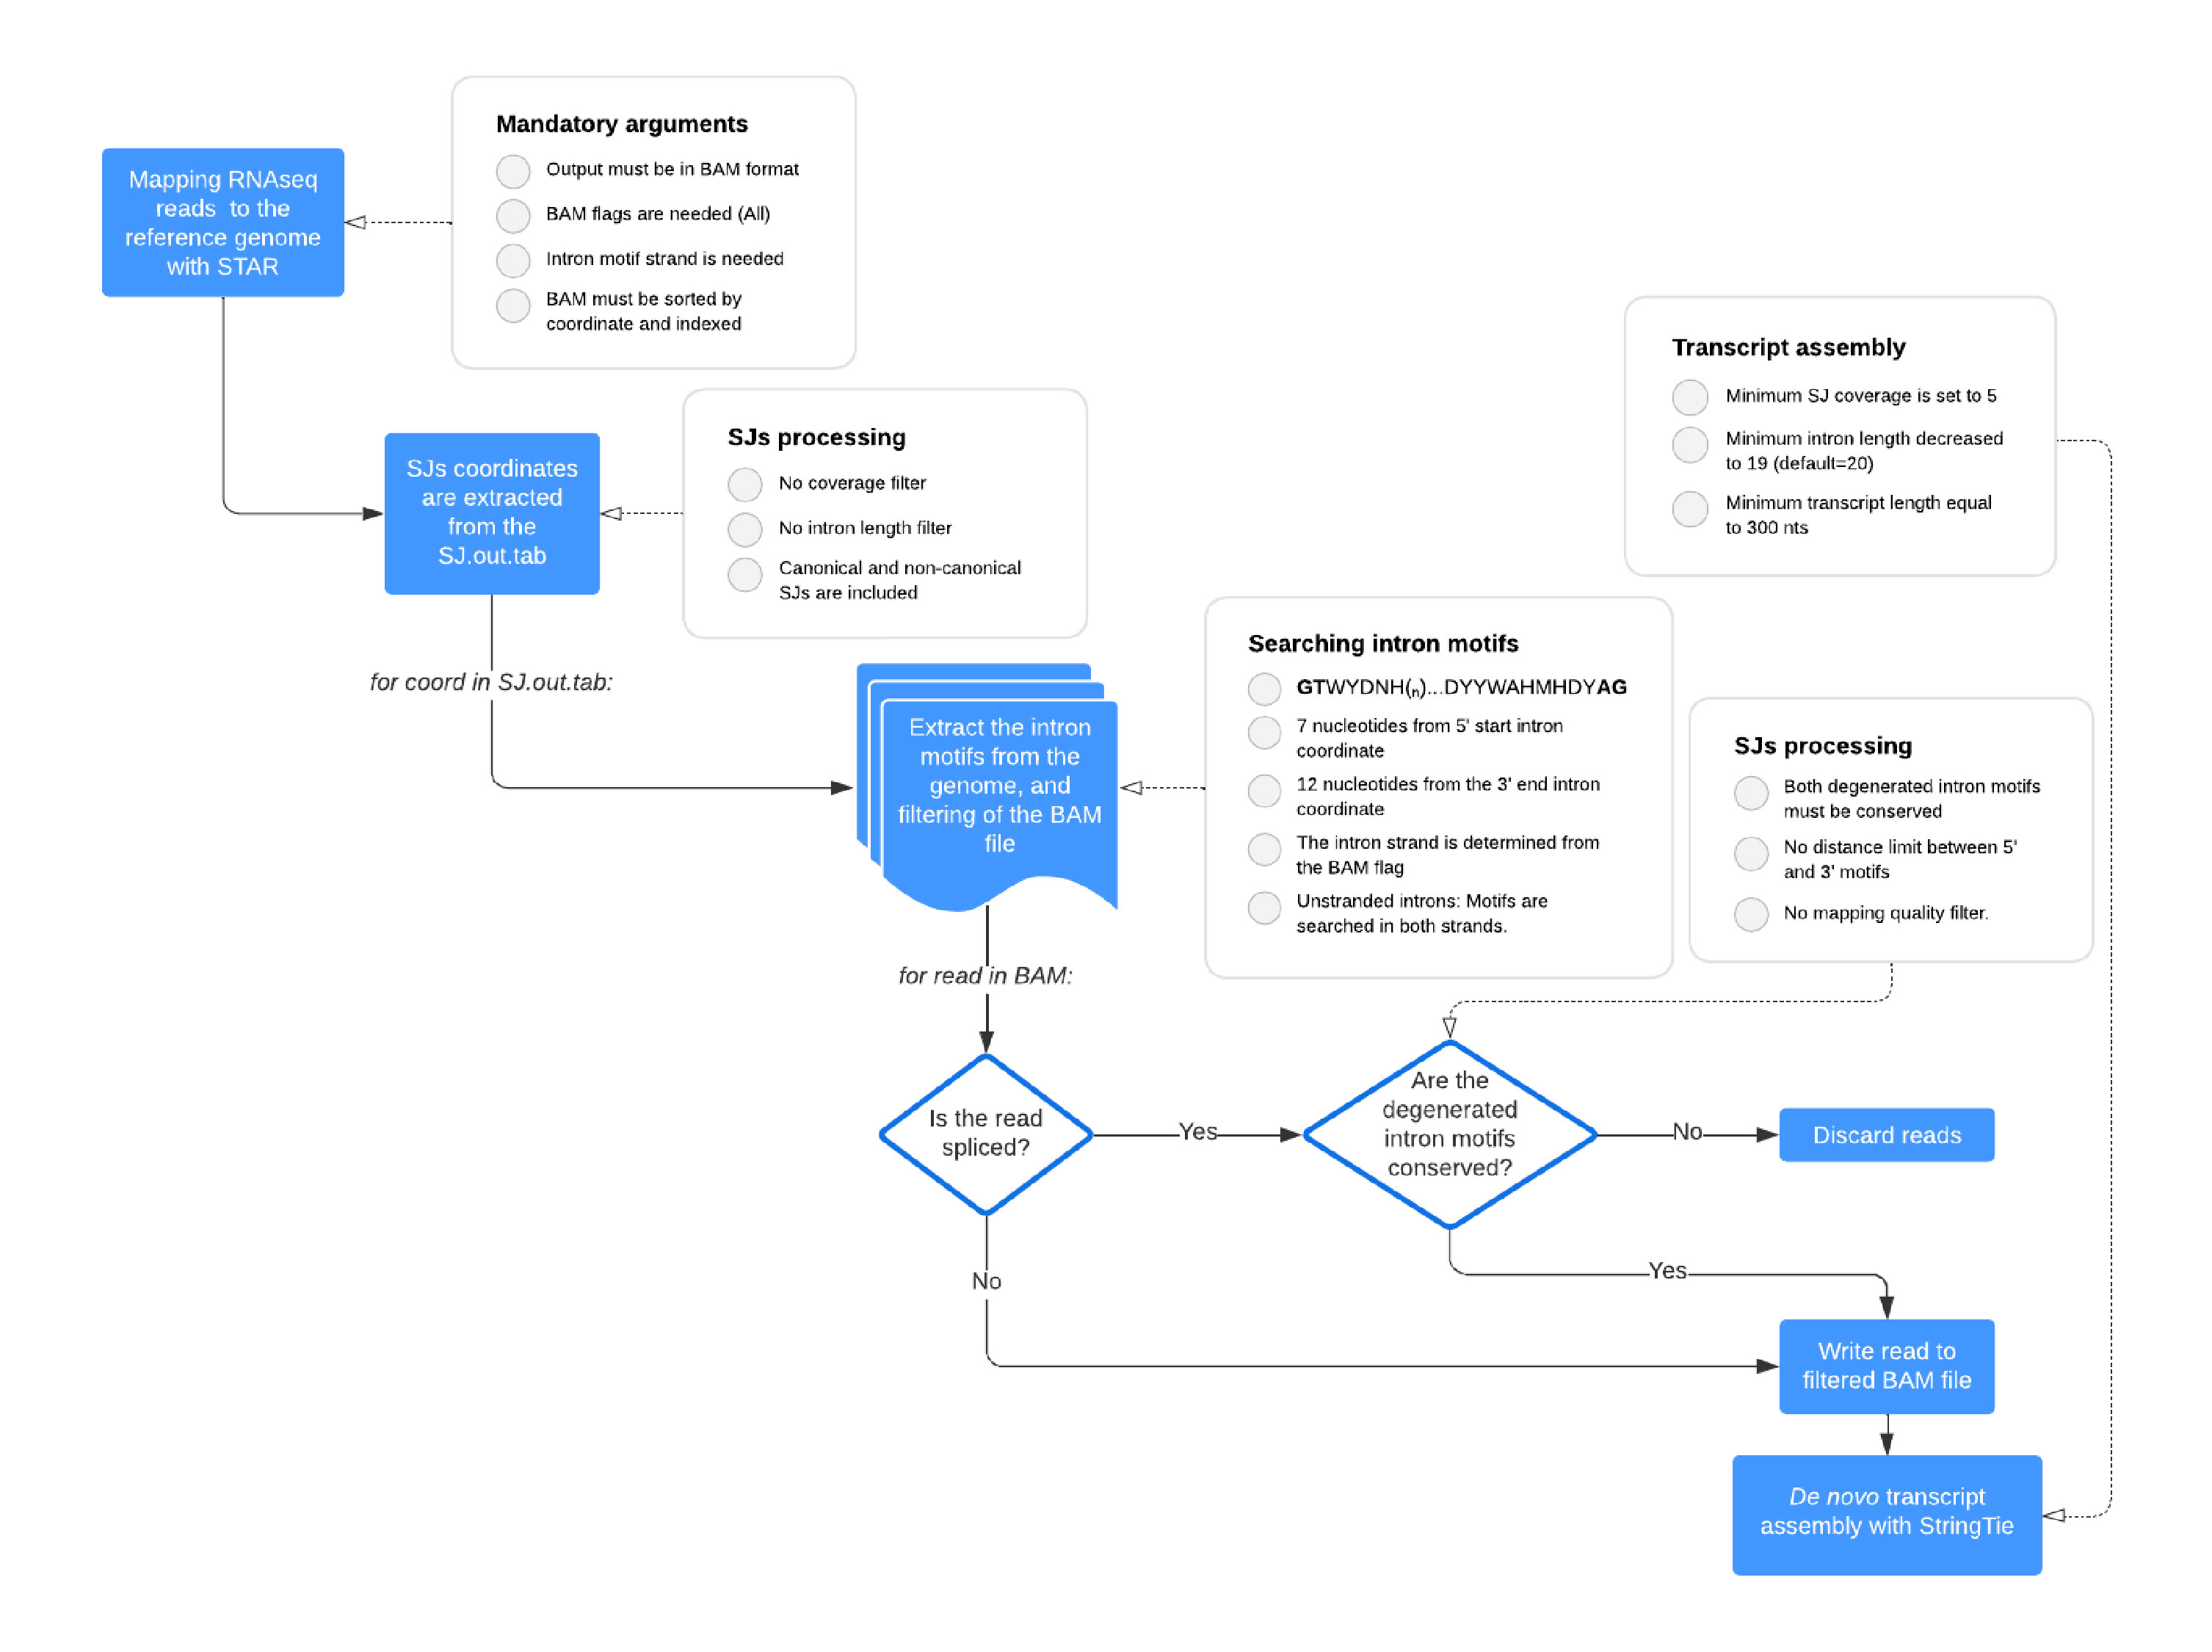 Mapping RNAseq
reads  to the
reference genome
with STAR
Mandatory arguments
Output must be in BAM format
BAM flags are needed (All)
Intron motif strand is needed
BAM must be sorted by
coordinate and indexed
SJs coordinates
are extracted
from the
SJ.out.tab
SJs processing
No coverage filter
No intron length filter
Canonical and non-canonical
SJs are included
Transcript assembly
Minimum SJ coverage is set to 5
Minimum intron length decreased
to 19 (default=20)
Minimum transcript length equal
to 300 nts
for coord in SJ.out.tab:
Extract the intron
motifs from the
genome, and
filtering of the BAM
file
Searching intron motifs
GTWYDNH(n)...DYYWAHMHDYAG
7 nucleotides from 5' start intron
coordinate
12 nucleotides from the 3' end intron
coordinate
The intron strand is determined from
the BAM flag
Unstranded introns: Motifs are
searched in both strands.
SJs processing
Both degenerated intron motifs
must be conserved
No distance limit between 5'
and 3' motifs
No mapping quality filter.
for read in BAM:
Is the read
spliced?
Yes
Are the
degenerated
intron motifs
conserved?
No
Discard reads
No
Yes
Write read to
filtered BAM file
De novo transcript
assembly with StringTie